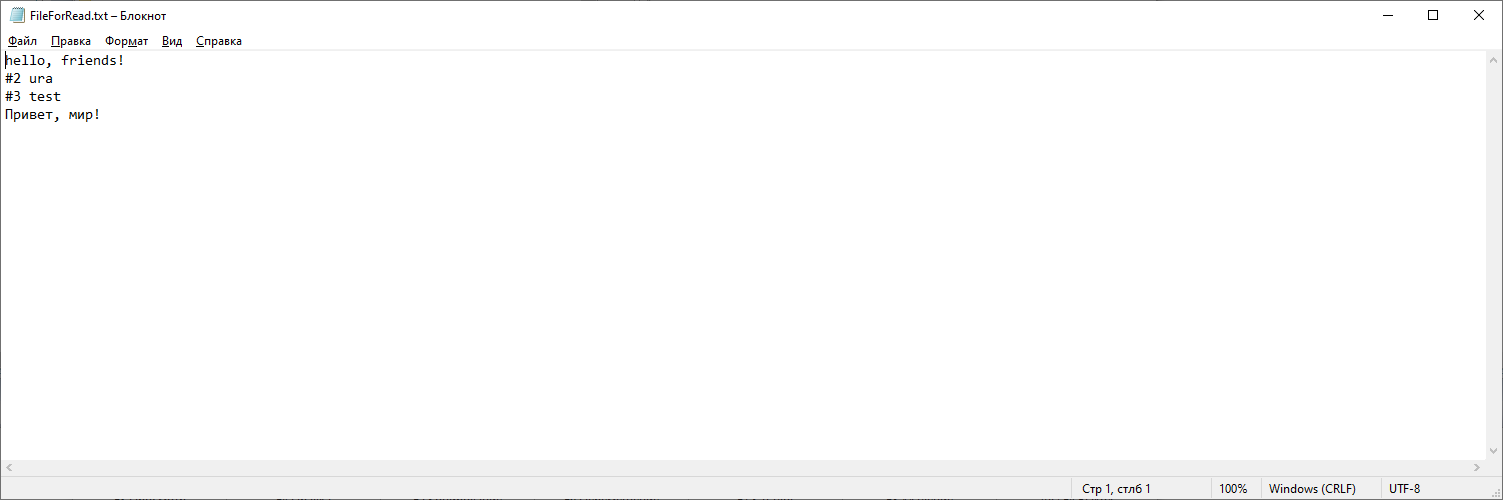 FileForRead.txt – Блокнот
Файл Правка Формат Вид Справка
hello, friends!
#2 ura
#3 test
Привет, мир!
Стр 1, стлб 1 100% Windows (CRLF) UTF-8